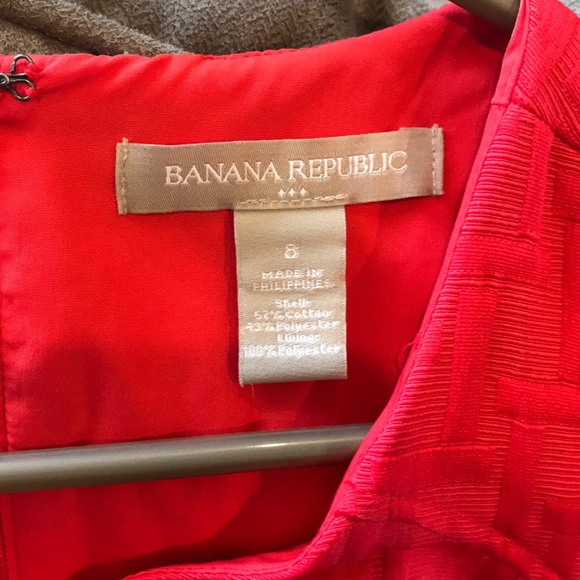 BANANA REPUBLIC
8
MADE IN
PHILIPPINES
Shell:
57% Cotton
43% Polyester
Lining:
100% Polyester